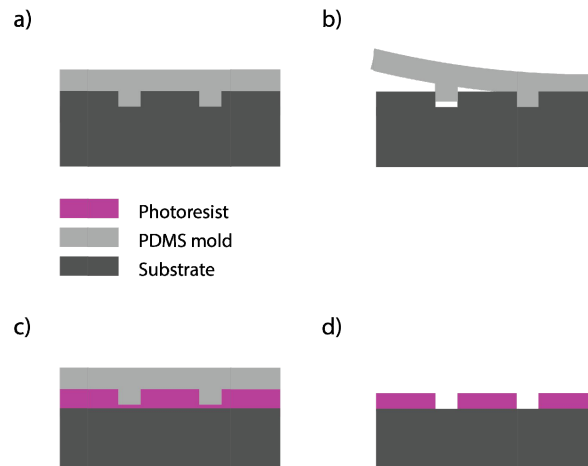 a)
b)
Photoresist
PDMS mold
Substrate
c)
d)